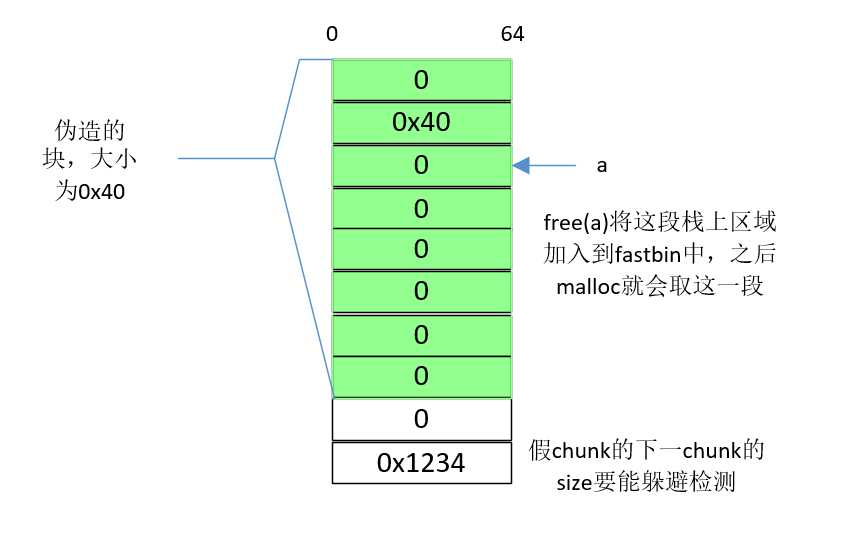 0 64
0
0x40
0
0
0
0
0
0
0
0x1234
伪造的
块，大小
为0x40
a
free(a)将这段栈上区域
加入到fastbin中，之后
malloc就会取这一段
假chunk的下一chunk的
size要能躲避检测